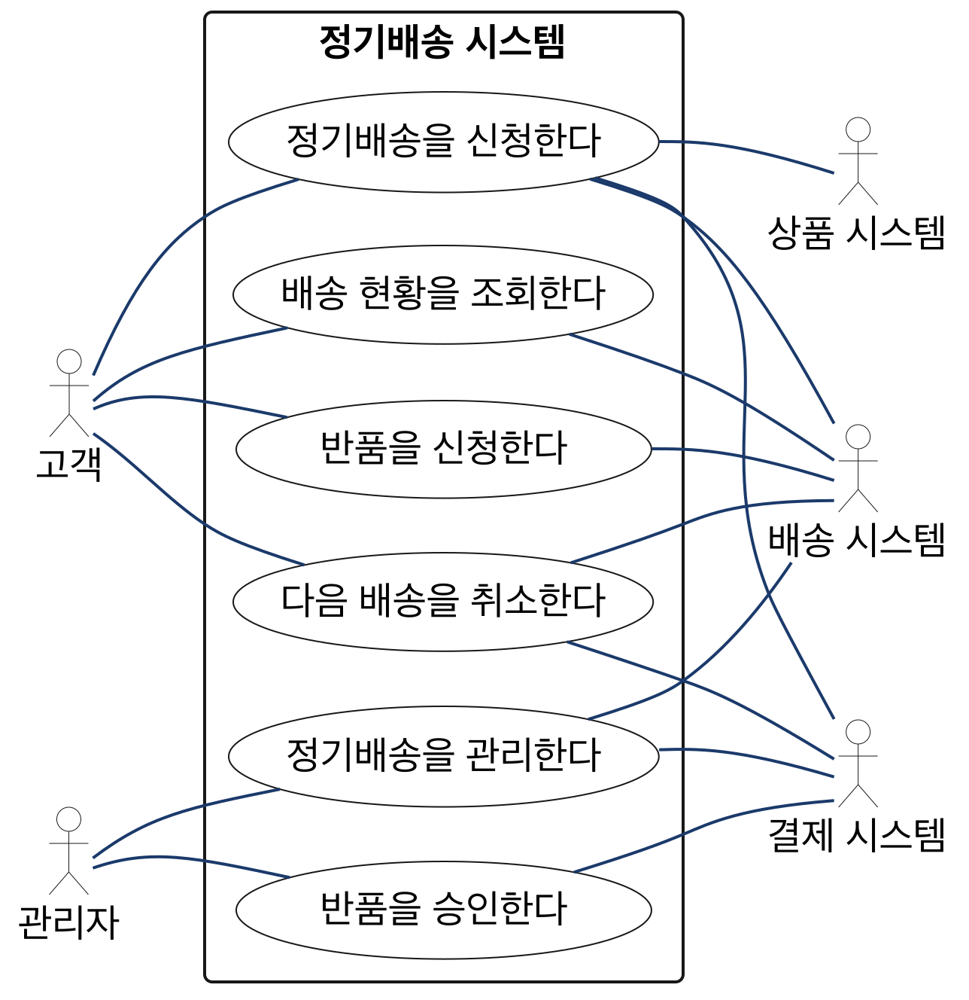 정기배송 시스템
정기배송을 신청한다
상품 시스템
배송 현황을 조회한다
고객
반품을 신청한다
배송 시스템
다음 배송을 취소한다
정기배송을 관리한다
결제 시스템
관리자
반품을 승인한다